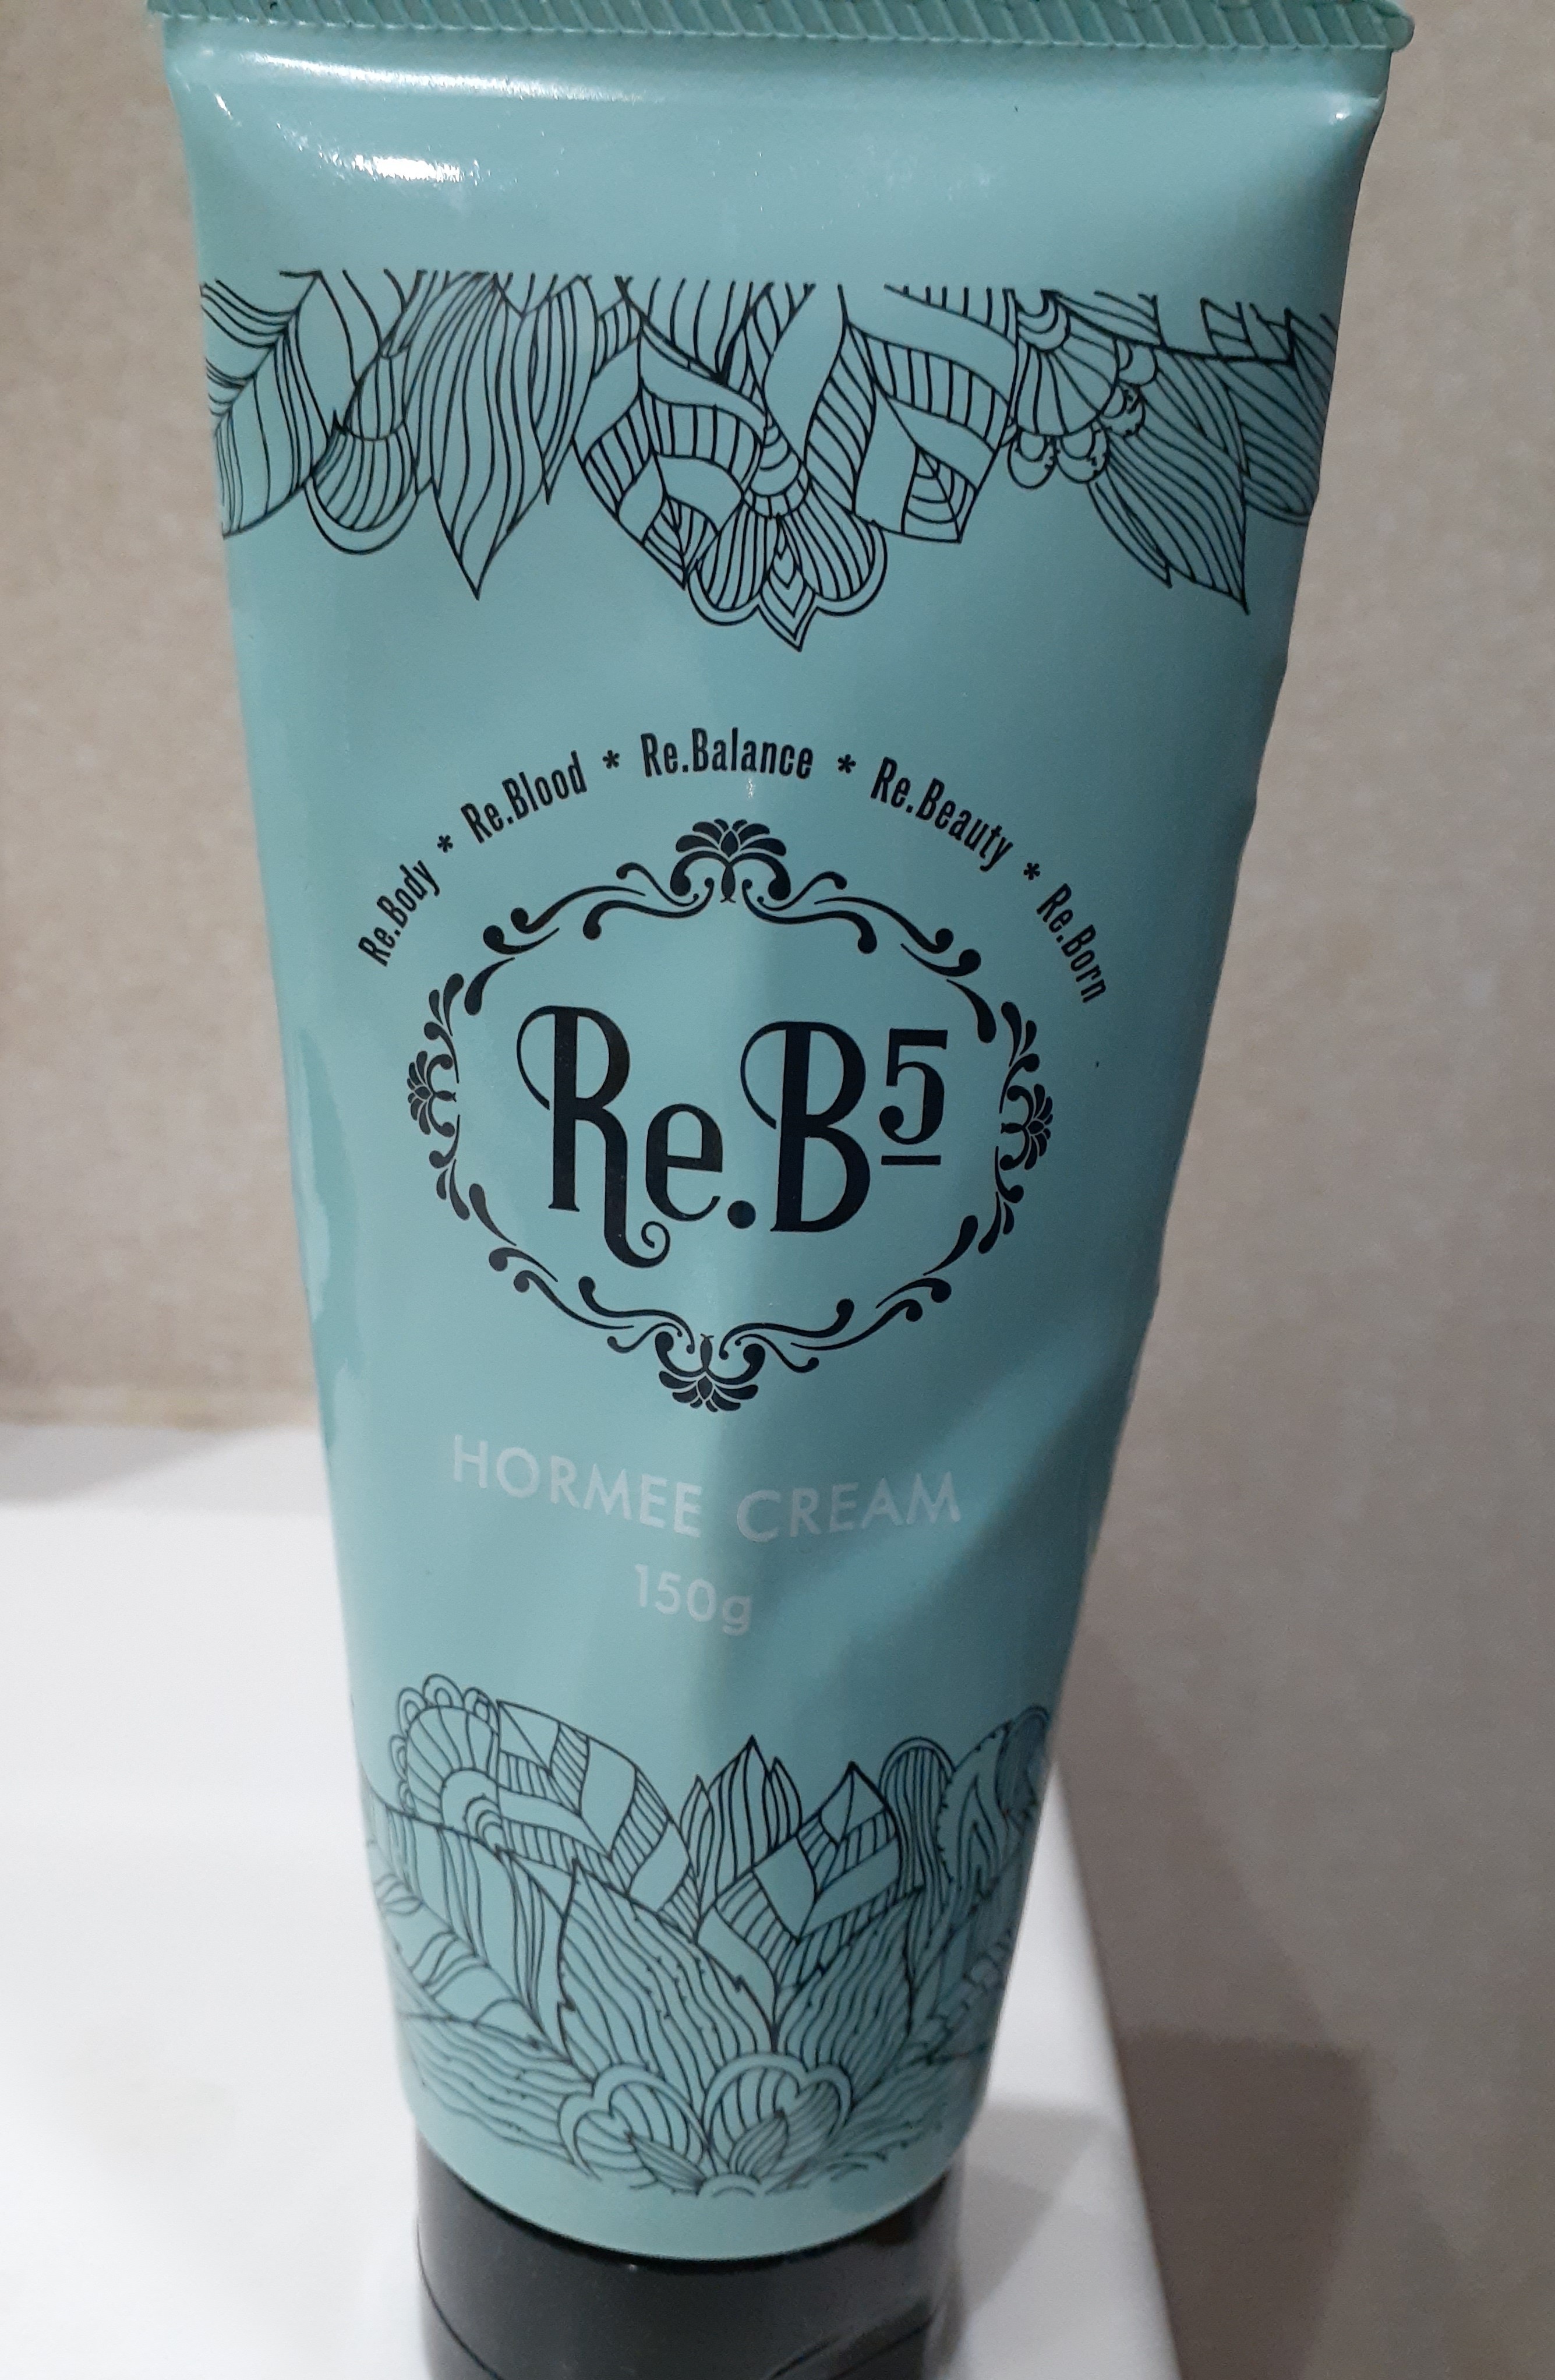 Re.Body * Re.Blood * Re.Balance * Re.Beauty * Re.Born
Re.B5
HORMEE CREAM
150g